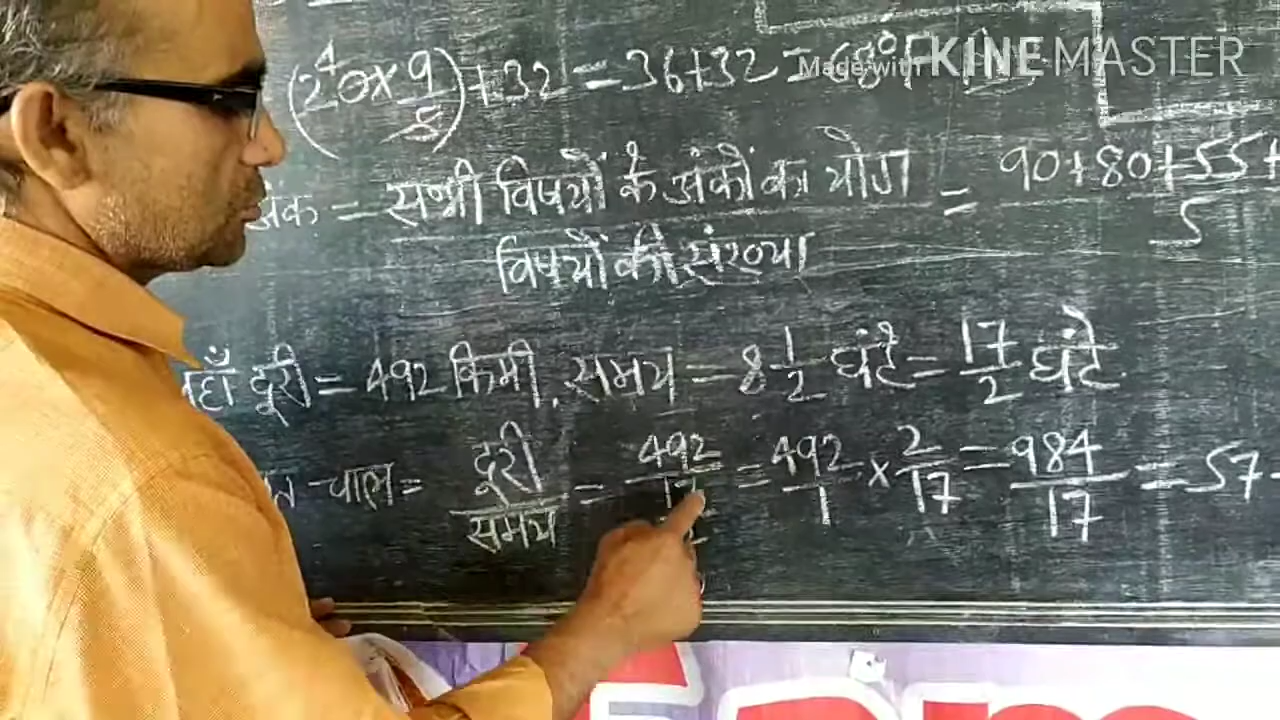 (20 4 × 9/5) + 32 = 36 + 32 = 68°F
Made with KINEMASTER
अंक = सभी विषयों के अंकों का योग / विषयों की संख्या = 90+80+55+ / 5
दूरी = 492 किमी. समय = 8 1/2 घंटे = 17/2 घंटे.
चाल = दूरी / समय = 492 / 17/2 = 492/1 × 2/17 = 984/17 = 57